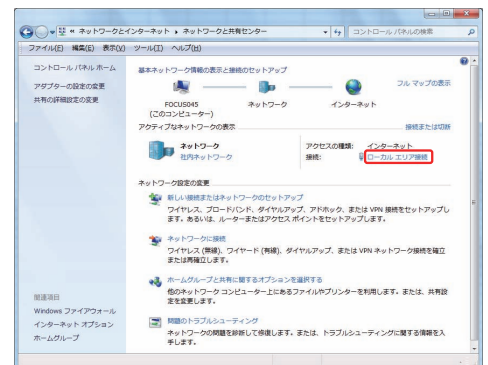 « ネットワークとインターネット ▸ ネットワークと共有センター
コントロール パネルの検索
ファイル(F) 編集(E) 表示(V) ツール(T) ヘルプ(H)
コントロール パネル ホーム
アダプターの設定の変更
共有の詳細設定の変更
基本ネットワーク情報の表示と接続のセットアップ
フル マップの表示
FOCUS045
(このコンピューター)
ネットワーク
インターネット
アクティブなネットワークの表示
接続または切断
ネットワーク
社内ネットワーク
アクセスの種類: インターネット
接続: ローカル エリア接続
ネットワーク設定の変更
新しい接続またはネットワークのセットアップ
ワイヤレス、ブロードバンド、ダイヤルアップ、アドホック、または VPN 接続をセットアップし
ます。あるいは、ルーターまたはアクセス ポイントをセットアップします。
ネットワークに接続
ワイヤレス (無線)、ワイヤード (有線)、ダイヤルアップ、または VPN ネットワーク接続を確立
または再確立します。
ホームグループと共有に関するオプションを選択する
他のネットワーク コンピューター上にあるファイルやプリンターを利用します。または、共有設
定を変更します。
問題のトラブルシューティング
ネットワークの問題を診断して修復します。または、トラブルシューティングに関する情報を入
手します。
関連項目
Windows ファイアウォール
インターネット オプション
ホームグループ